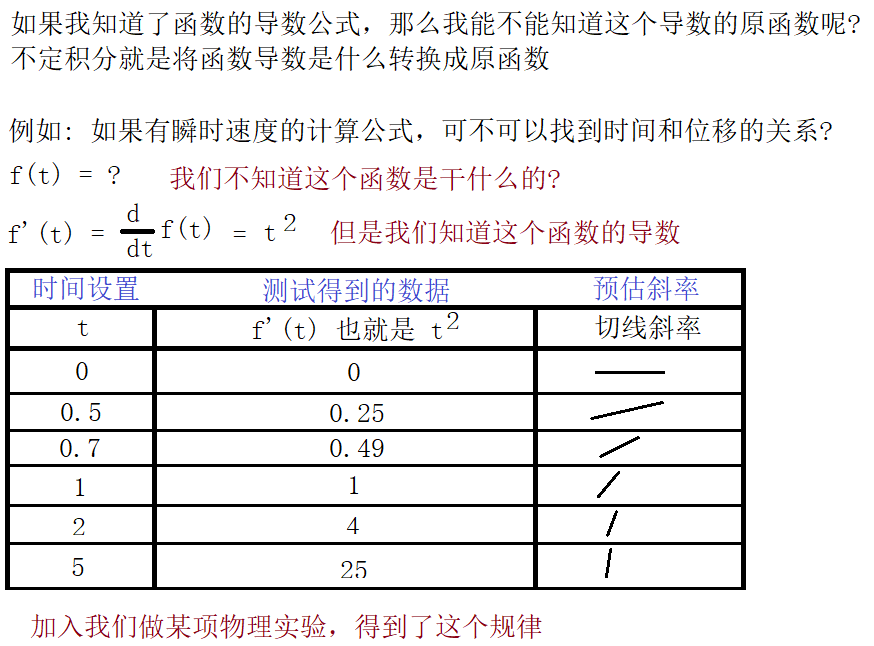 如果我知道了函数的导数公式，那么我能不能知道这个导数的原函数呢?
不定积分就是将函数导数是什么转换成原函数
例如: 如果有瞬时速度的计算公式，可不可以找到时间和位移的关系?
f(t) = ? 我们不知道这个函数是干什么的?
f'(t) = d/dt f(t) = t² 但是我们知道这个函数的导数
时间设置 测试得到的数据 预估斜率
t f'(t) 也就是 t² 切线斜率
0 0
0.5 0.25
0.7 0.49
1 1
2 4
5 25
加入我们做某项物理实验，得到了这个规律